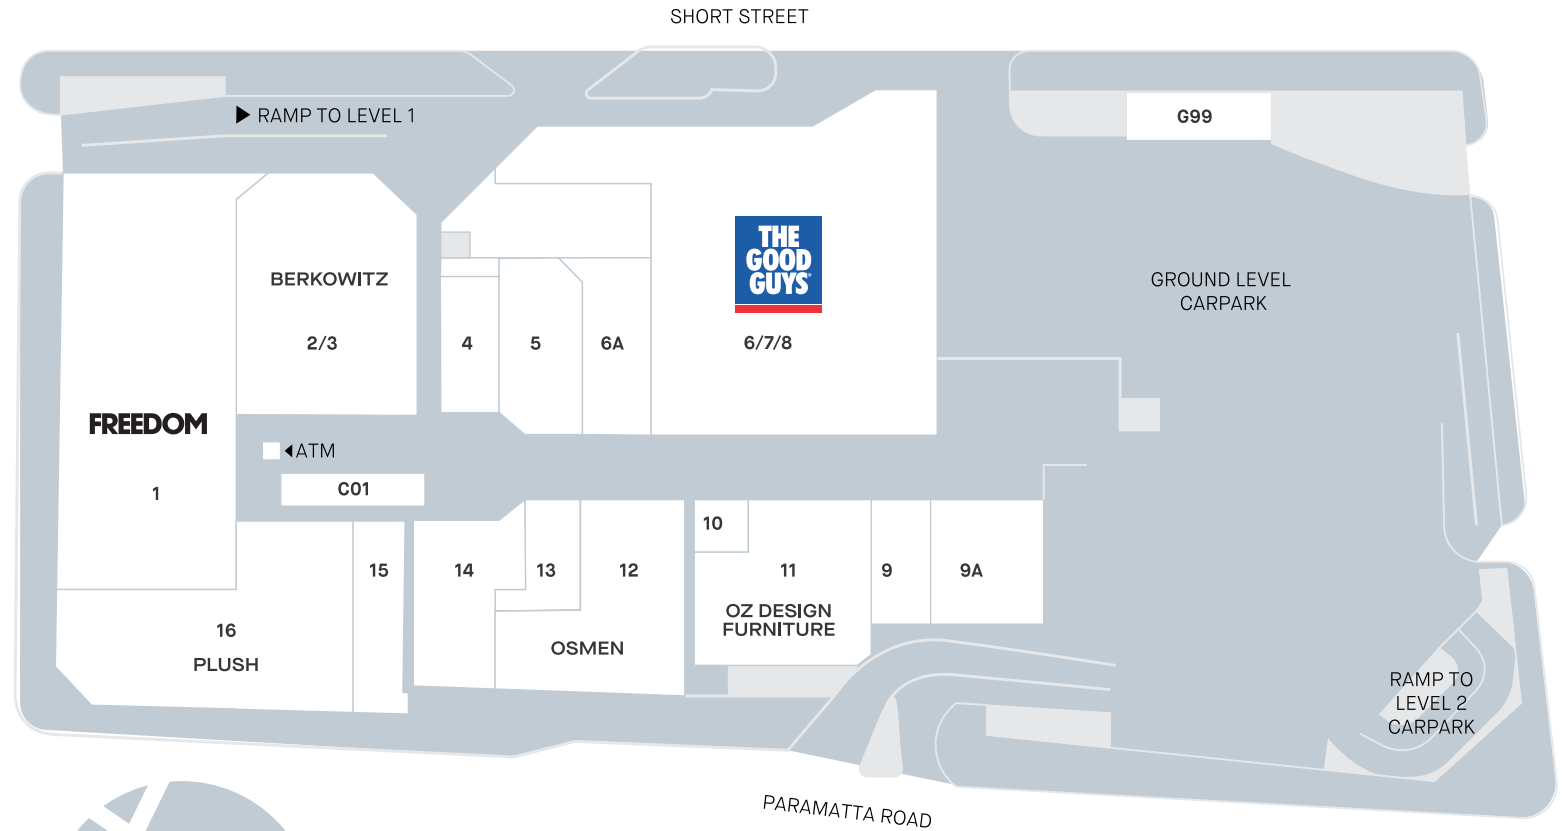 SHORT STREET
RAMP TO LEVEL 1
G99
THE
GOOD
GUYS
BERKOWITZ
GROUND LEVEL
CARPARK
2/3
4
5
6A
6/7/8
FREEDOM
ATM
C01
1
10
15
14
13
12
11
9
9A
OZ DESIGN
FURNITURE
16
OSMEN
PLUSH
RAMP TO
LEVEL 2
CARPARK
PARAMATTA ROAD